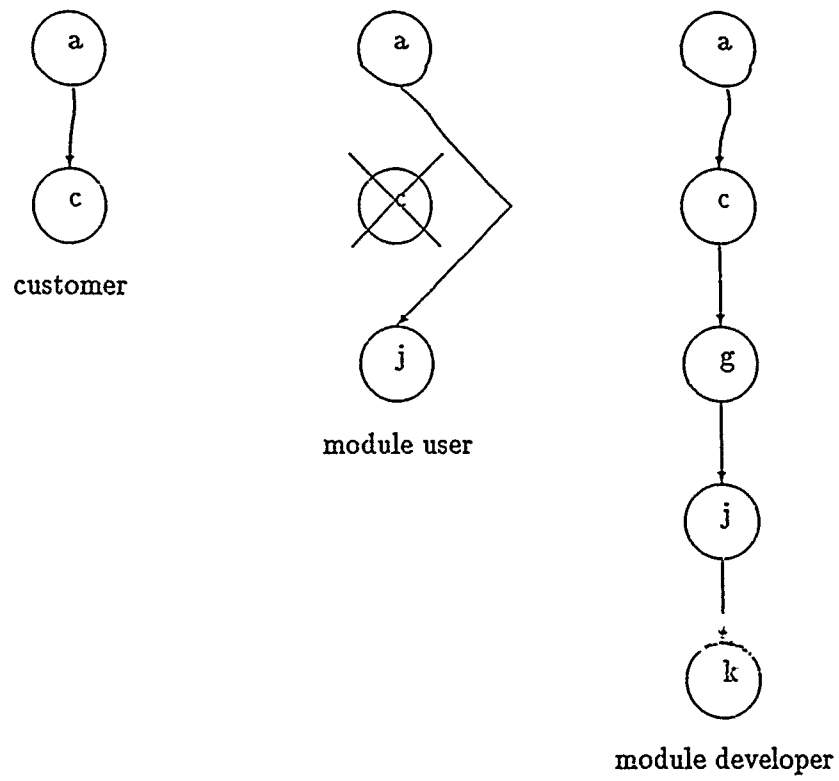 a
c
customer
a
c
j
module user
a
c
g
j
k
module developer